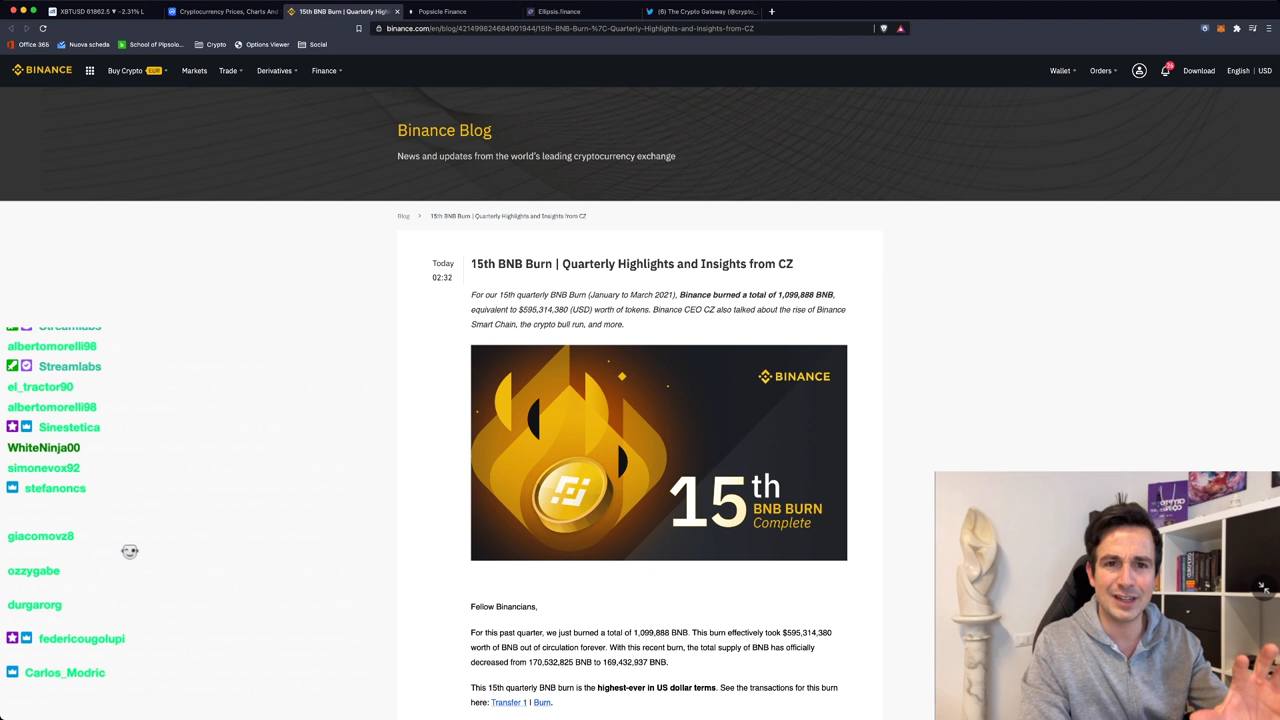 XBTUSD 61862.5 ▼ −2.31% L
Cryptocurrency Prices, Charts And
15th BNB Burn | Quarterly High
Popsicle Finance
Ellipsis.finance
(6) The Crypto Gateway (@crypto_
binance.com/en/blog/421499824684901944/15th-BNB-Burn-%7C-Quarterly-Highlights-and-Insights-from-CZ
Office 365
Nuova scheda
School of Plpsolo...
Crypto
Options Viewer
Social
BINANCE
Buy Crypto EUR
Markets
Trade
Derivatives
Finance
Wallet
Orders
26
Download
English | USD
Binance Blog
News and updates from the world's leading cryptocurrency exchange
Blog > 15th BNB Burn | Quarterly Highlights and Insights from CZ
Today
02:32
15th BNB Burn | Quarterly Highlights and Insights from CZ
For our 15th quarterly BNB Burn (January to March 2021), Binance burned a total of 1,099,888 BNB,
equivalent to $595,314,380 (USD) worth of tokens. Binance CEO CZ also talked about the rise of Binance
Smart Chain, the crypto bull run, and more.
BINANCE
15th
BNB BURN
Complete
Fellow Binancians,
For this past quarter, we just burned a total of 1,099,888 BNB. This burn effectively took $595,314,380
worth of BNB out of circulation forever. With this recent burn, the total supply of BNB has officially
decreased from 170,532,825 BNB to 169,432,937 BNB.
This 15th quarterly BNB burn is the highest-ever in US dollar terms. See the transactions for this burn
here: Transfer 1 | Burn.
Streamlabs
albertomorelli98
Streamlabs
el_tractor90
albertomorelli98
Sinestetica
WhiteNinja00
simonevox92
stefanoncs
giacomovz8
ozzygabe
durgarorg
federicougolupi
Carlos_Modric